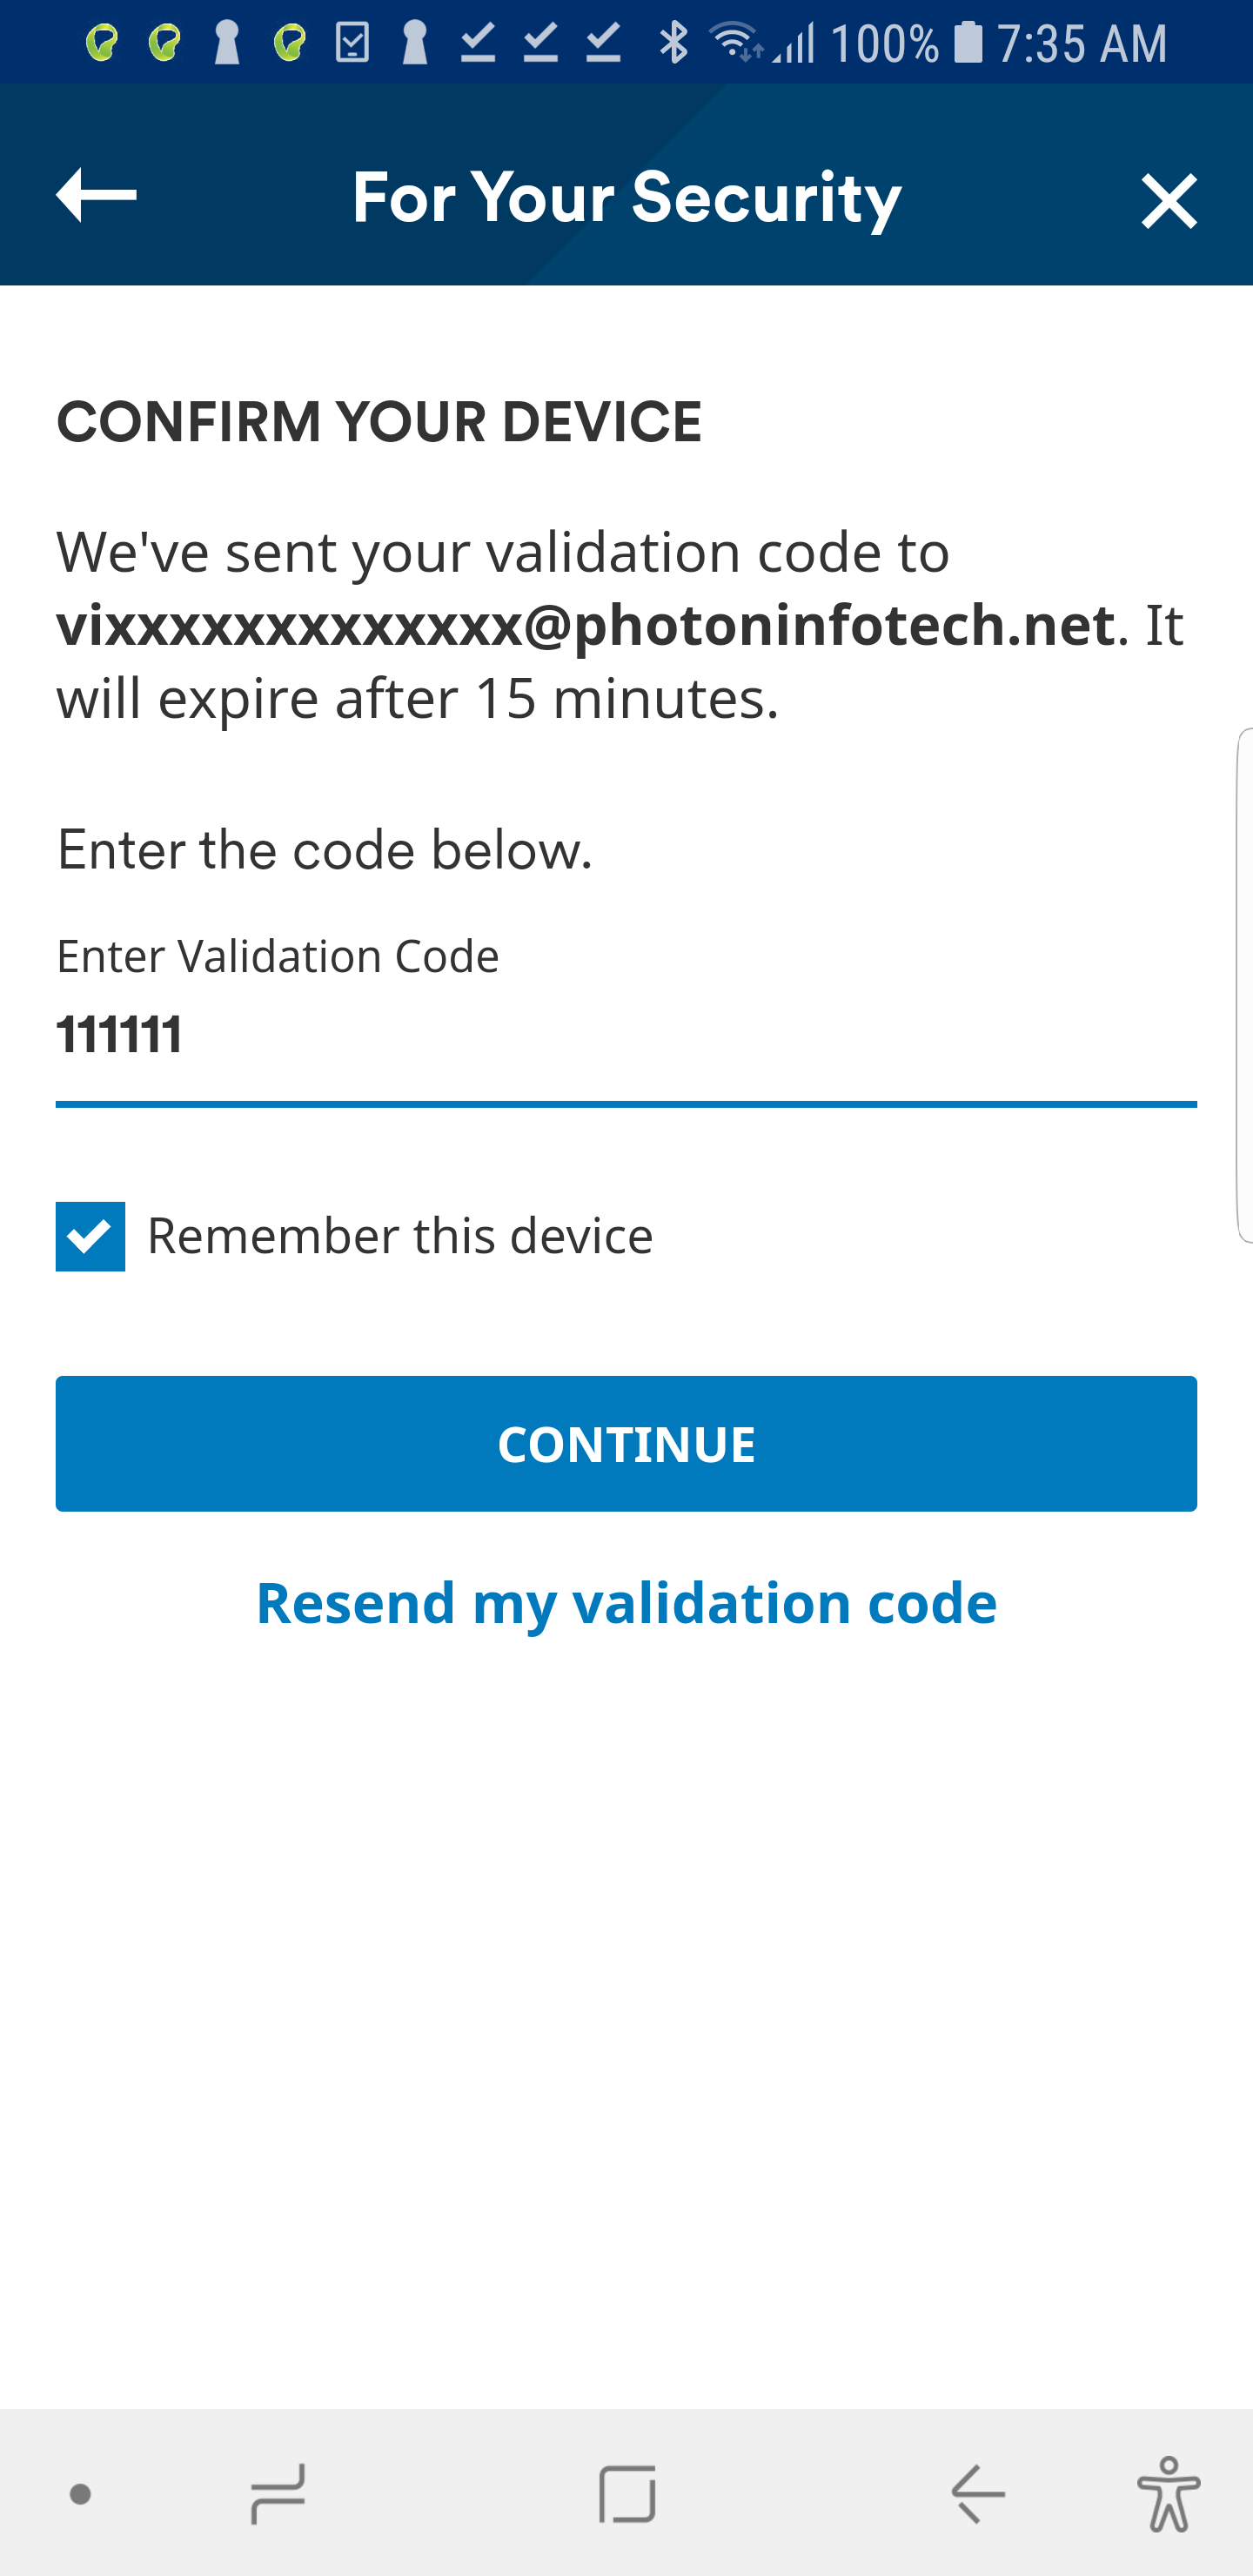 100% 7:35 AM
For Your Security
CONFIRM YOUR DEVICE
We've sent your validation code to
vixxxxxxxxxxxxx@photoninfotech.net. It
will expire after 15 minutes.
Enter the code below.
Enter Validation Code
111111
Remember this device
CONTINUE
Resend my validation code